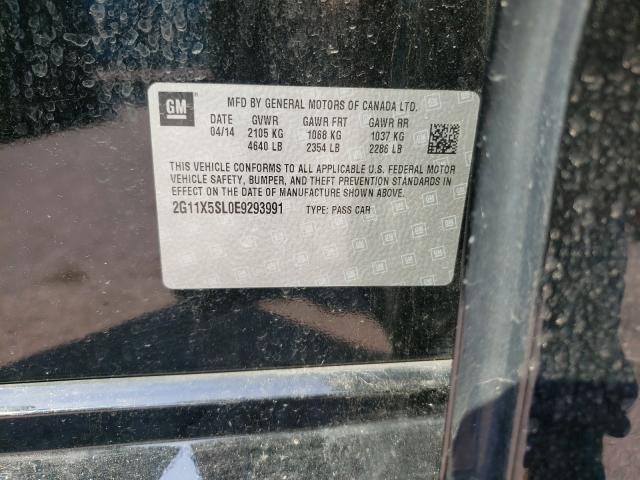 GM
MFD BY GENERAL MOTORS OF CANADA LTD.
DATE GVWR GAWR FRT GAWR RR
04/14 2105 KG 1068 KG 1037 KG
4640 LB 2354 LB 2286 LB
THIS VEHICLE CONFORMS TO ALL APPLICABLE U.S. FEDERAL MOTOR
VEHICLE SAFETY, BUMPER, AND THEFT PREVENTION STANDARDS IN
EFFECT ON THE DATE OF MANUFACTURE SHOWN ABOVE.
2G11X5SL0E9293991 TYPE: PASS CAR